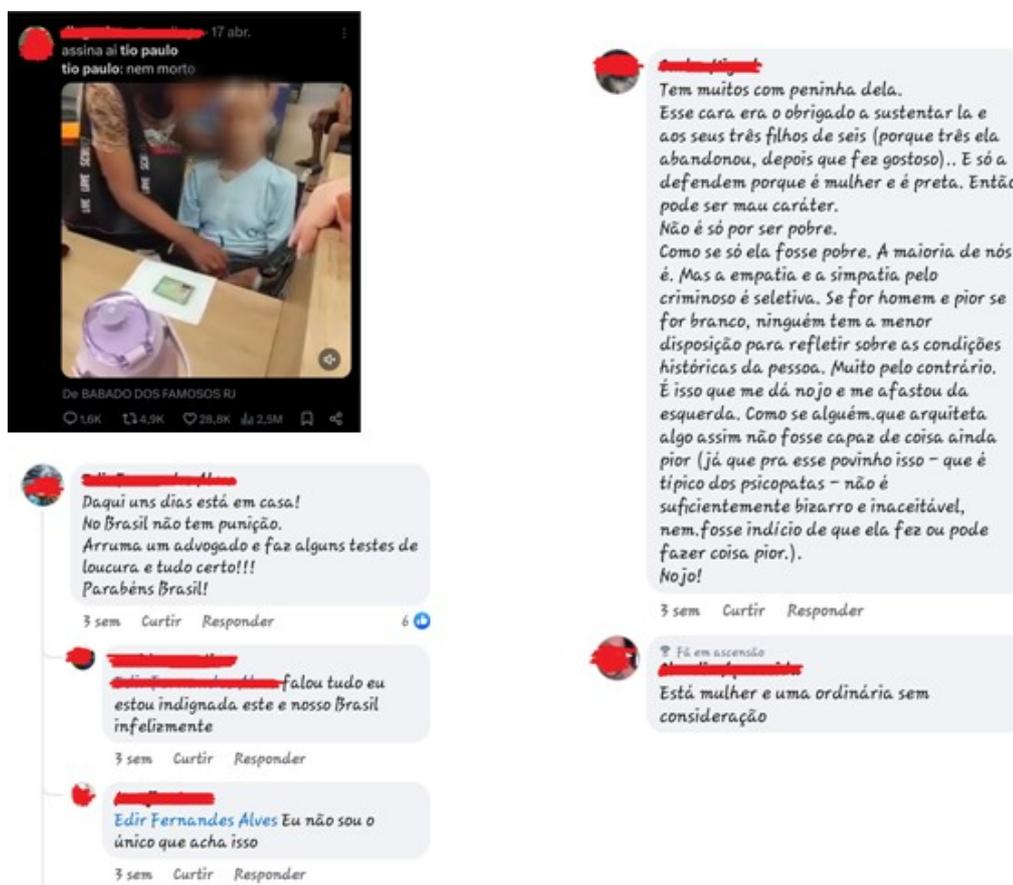 17 abr.
assina ai tio paulo
tio paulo: nem morto
De BABADO DOS FAMOSOS RJ
1,6K 4,9K 28,8K 2,5M
Daqui uns dias está em casa!
No Brasil não tem punição.
Arruma um advogado e faz alguns testes de
loucura e tudo certo!!!
Parabéns Brasil!
3 sem Curtir Responder 6
falou tudo eu
estou indignada este e nosso Brasil
infelizmente
3 sem Curtir Responder
Edir Fernandes Alves Eu não sou o
único que acha isso
3 sem Curtir Responder
Tem muitos com peninha dela.
Esse cara era o obrigado a sustentar la e
aos seus três filhos de seis (porque três ela
abandonou, depois que fez gostoso).. E só a
defendem porque é mulher e é preta. Então
pode ser mau caráter.
Não é só por ser pobre.
Como se só ela fosse pobre. A maioria de nós
é. Mas a empatia e a simpatia pelo
criminoso é seletiva. Se for homem e pior se
for branco, ninguém tem a menor
disposição para refletir sobre as condições
históricas da pessoa. Muito pelo contrário.
É isso que me dá nojo e me afastou da
esquerda. Como se alguém.que arquiteta
algo assim não fosse capaz de coisa ainda
pior (já que pra esse povinho isso - que é
típico dos psicopatas - não é
suficientemente bizarro e inaceitável,
nem.fosse indício de que ela fez ou pode
fazer coisa pior.).
Nojo!
3 sem Curtir Responder
Fã em ascensão
Está mulher e uma ordinária sem
consideração